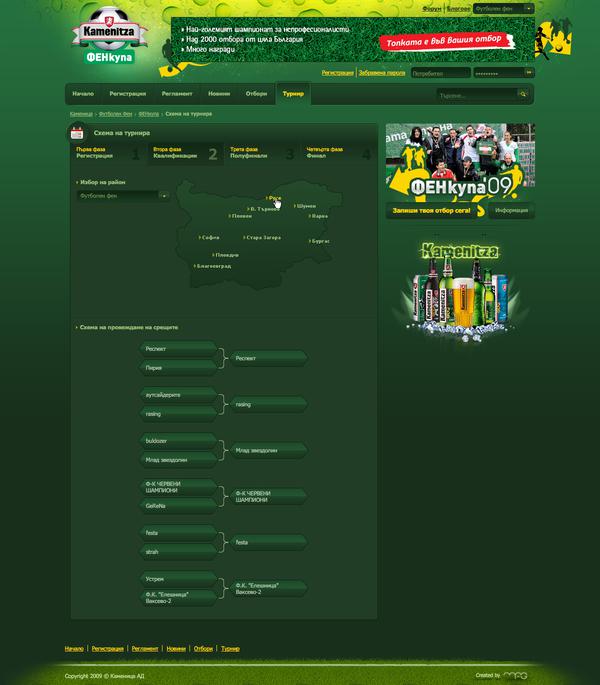 Форум | Блогове
Футболен фен
Kamenitza
ФЕНкупа
Най-големият шампионат за непрофесионалисти
Над 2000 отбора от цяла България
Много награди
Топката е във вашия отбор
Регистрация | Забравена парола
Потребител
Начало
Регистрация
Регламент
Новини
Отбори
Турнир
Търсене...
Каменица
Футболен фен
ФЕНкупа
Схема на турнира
Схема на турнира
Първа фаза
Регистрации
1
Втора фаза
Квалификации
2
Трета фаза
Полуфинали
3
Четвърта фаза
Финал
4
Избор на район
Футболен фен
Русе
В. Търново
Шумен
Плевен
Варна
София
Стара Загора
Бургас
Пловдив
Благоевград
ФЕНкупа'09
Запиши твоя отбор сега!
Информация
Kamenitza
Схема на провеждане на срещите
Респект
Пирин
Респект
аутсайдерите
rasing
rasing
buldozer
Млад звездолин
Млад звездолин
Ф-К ЧЕРВЕНИ
ШАМПИОНИ
GeReNa
Ф-К ЧЕРВЕНИ
ШАМПИОНИ
festa
strah
festa
Устрем
Ф.К. "Елешница"
Ваксево-2
Ф.К. "Елешница"
Ваксево-2
Начало | Регистрация | Регламент | Новини | Отбори | Турнир
Copyright 2009 © Каменица АД
Created by